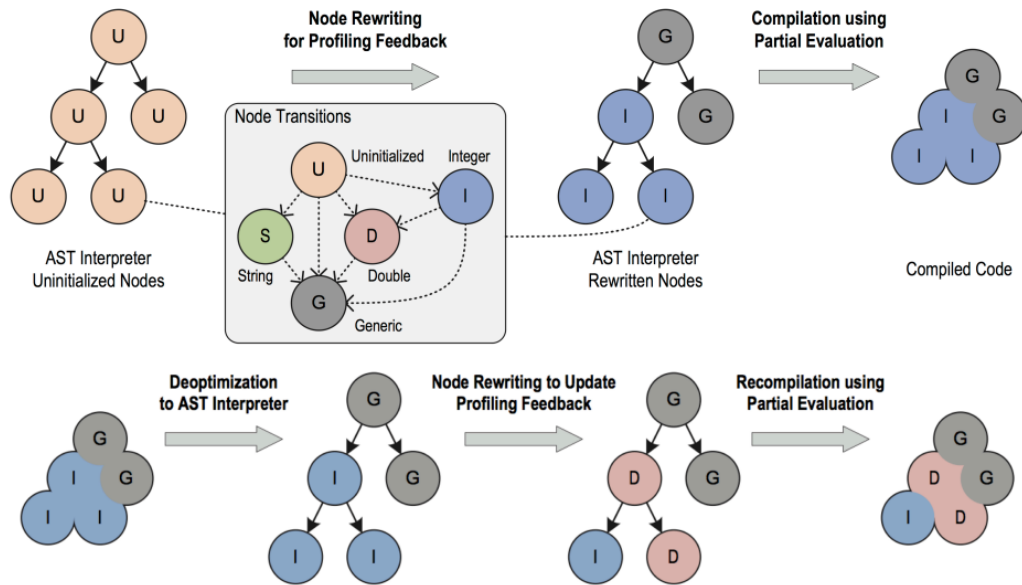 Node Rewriting
for Profiling Feedback
Compilation using
Partial Evaluation
U
U
U
U
U
AST Interpreter
Uninitialized Nodes
Node Transitions
Uninitialized
Integer
U
I
S
D
String
Double
G
Generic
G
I
G
I
I
AST Interpreter
Rewritten Nodes
G
I
G
I
I
Compiled Code
Deoptimization
to AST Interpreter
Node Rewriting to Update
Profiling Feedback
Recompilation using
Partial Evaluation
G
I
G
I
I
G
I
G
I
I
G
D
G
I
D
G
D
G
I
D